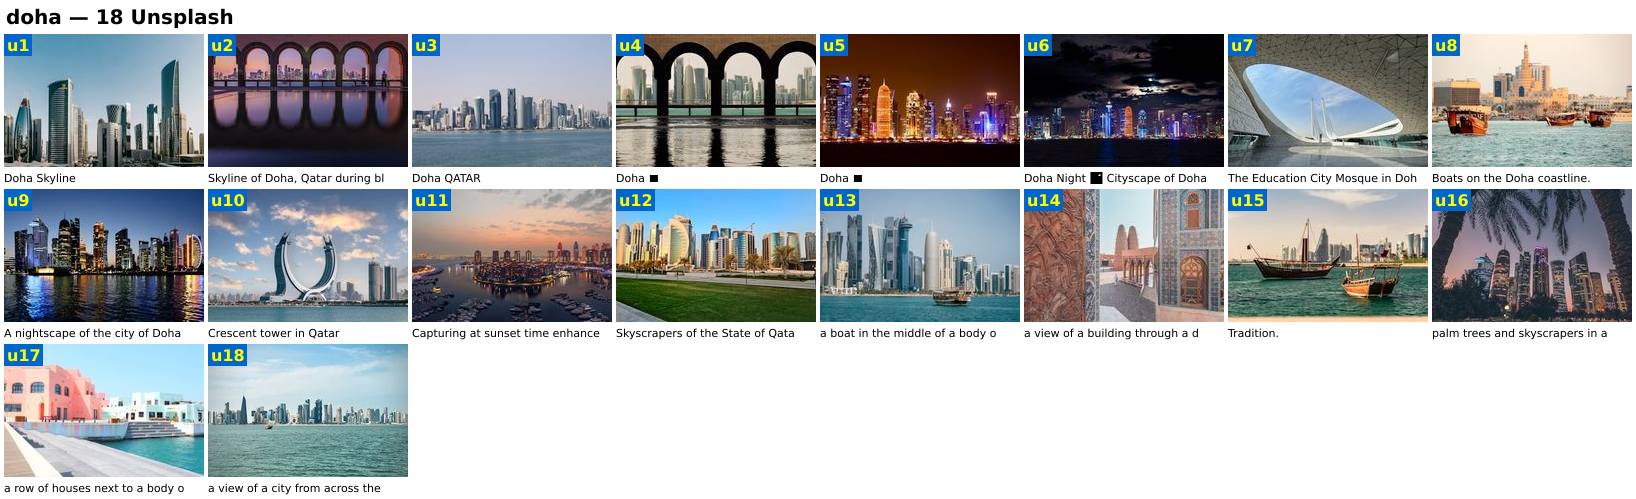 doha — 18 Unsplash
u1
u2
u3
u4
u5
u6
u7
u8
Doha Skyline
Skyline of Doha, Qatar during bl
Doha QATAR
Doha
Doha
Doha Night Cityscape of Doha
The Education City Mosque in Doh
Boats on the Doha coastline.
u9
u10
u11
u12
u13
u14
u15
u16
A nightscape of the city of Doha
Crescent tower in Qatar
Capturing at sunset time enhance
Skyscrapers of the State of Qata
a boat in the middle of a body o
a view of a building through a d
Tradition.
palm trees and skyscrapers in a
u17
u18
a row of houses next to a body o
a view of a city from across the